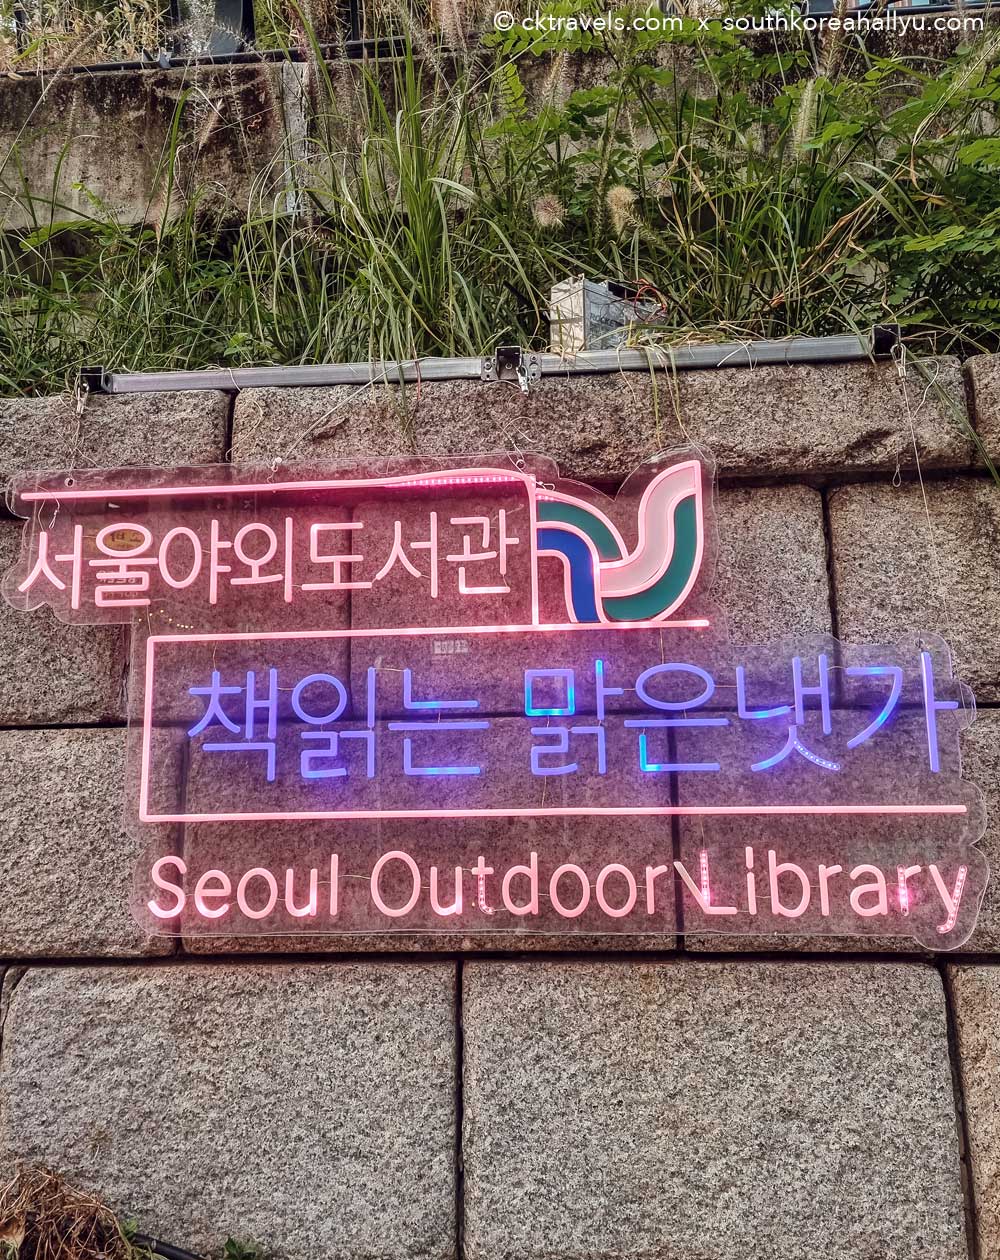 © cktravels.com x southkoreahallyu.com
서울야외도서관
책읽는 맑은냇가
Seoul Outdoor Library